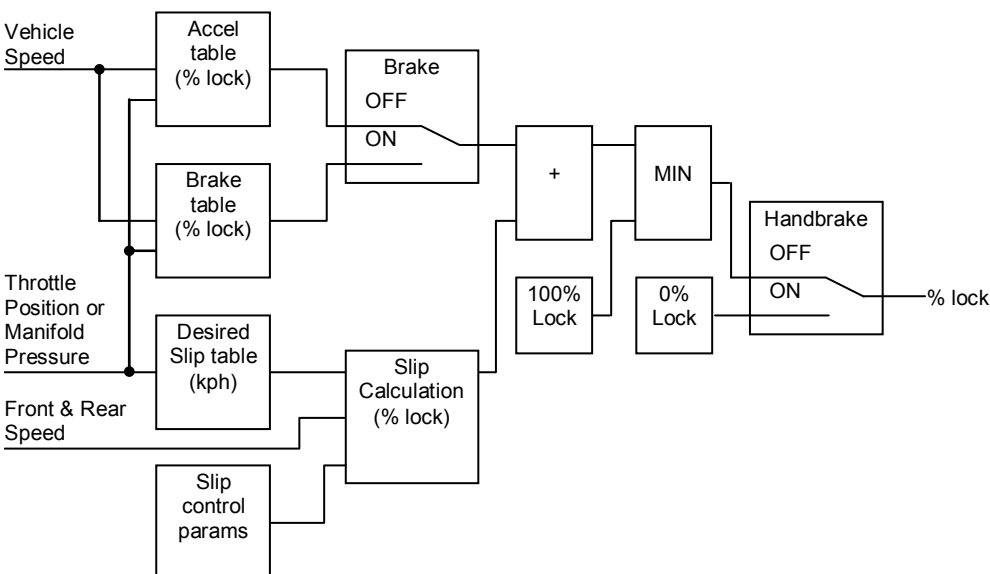 Vehicle
Speed
Accel
table
(% lock)
Brake
OFF
ON
Brake
table
(% lock)
+
MIN
Handbrake
OFF
ON
% lock
100%
Lock
0%
Lock
Throttle
Position or
Manifold
Pressure
Desired
Slip table
(kph)
Slip
Calculation
(% lock)
Front & Rear
Speed
Slip
control
params